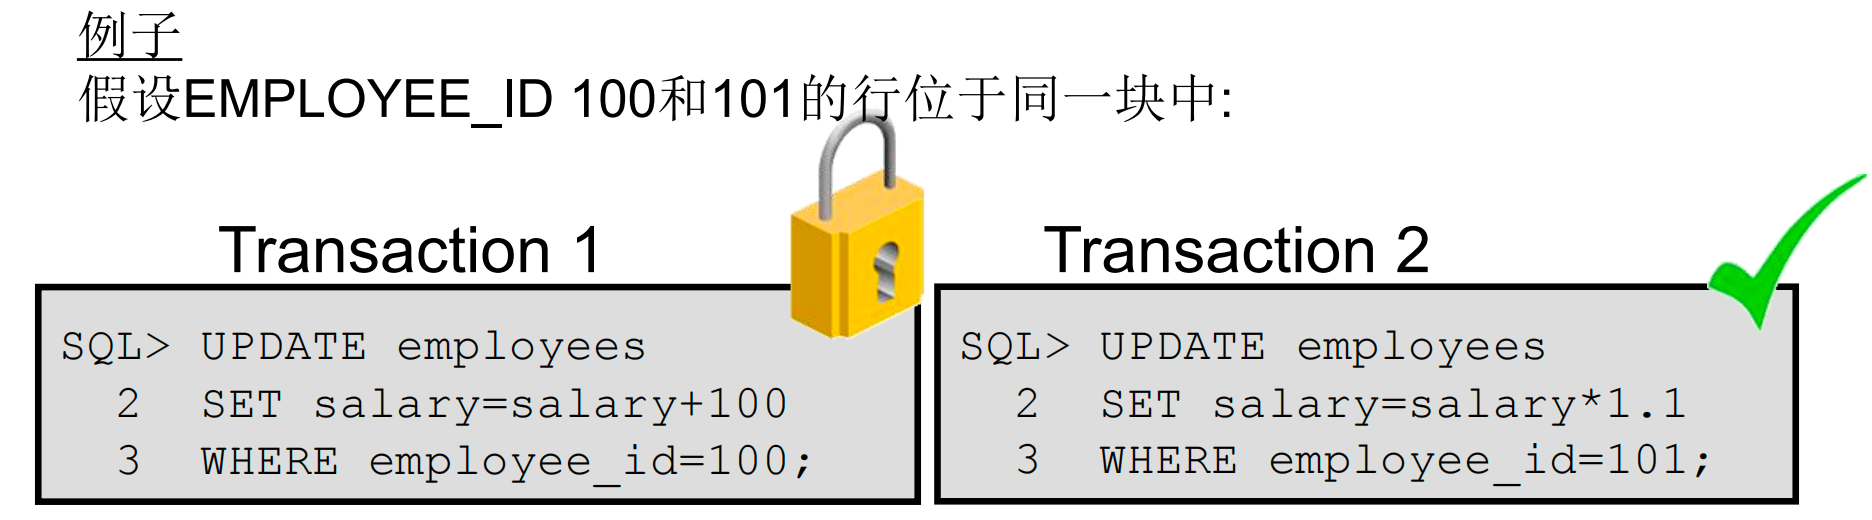 例子
假设EMPLOYEE_ID 100和101的行位于同一块中:
Transaction 1
SQL> UPDATE employees
2 SET salary=salary+100
3 WHERE employee_id=100;
Transaction 2
SQL> UPDATE employees
2 SET salary=salary*1.1
3 WHERE employee_id=101;